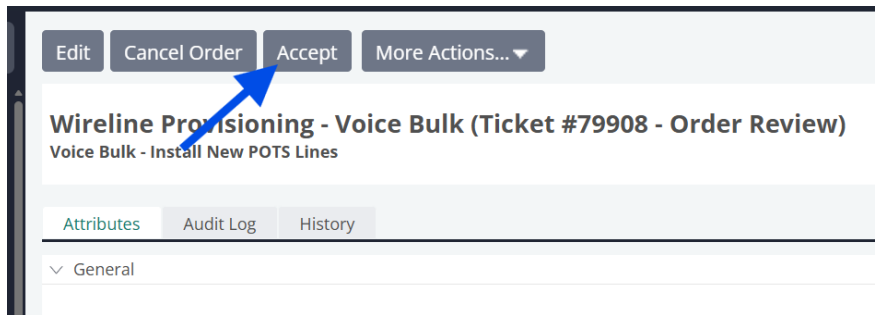 Edit Cancel Order Accept More Actions...
Wireline Provisioning - Voice Bulk (Ticket #79908 - Order Review)
Voice Bulk - Install New POTS Lines
Attributes Audit Log History
General